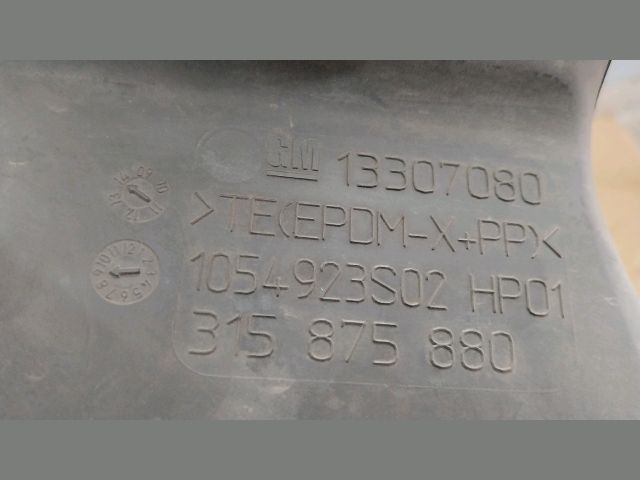 GM 13307080
>TE(EPDM-X+PP)<
1054923S02 HP01
315 875 880